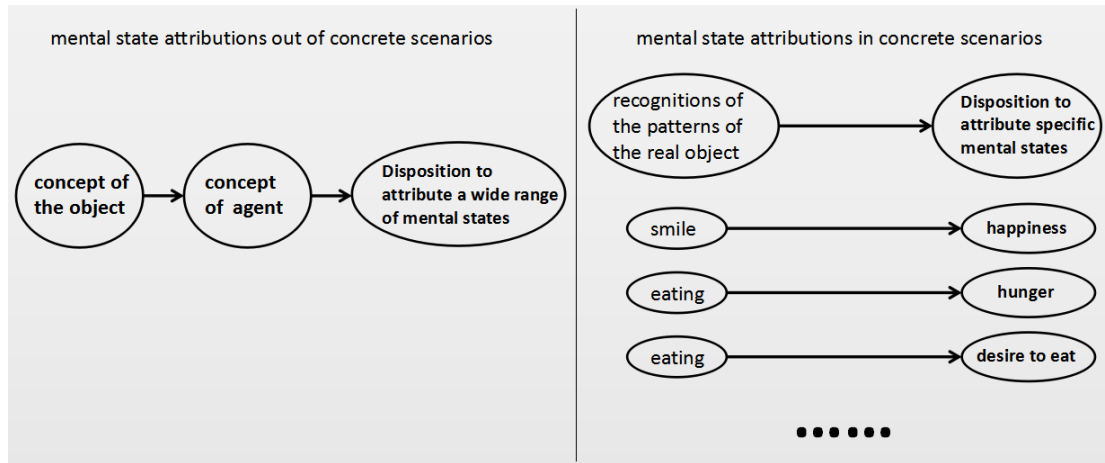 mental state attributions out of concrete scenarios
concept of
the object
concept
of agent
Disposition to
attribute a wide range
of mental states
mental state attributions in concrete scenarios
recognitions of
the patterns of
the real object
Disposition to
attribute specific
mental states
smile
happiness
eating
hunger
eating
desire to eat
......